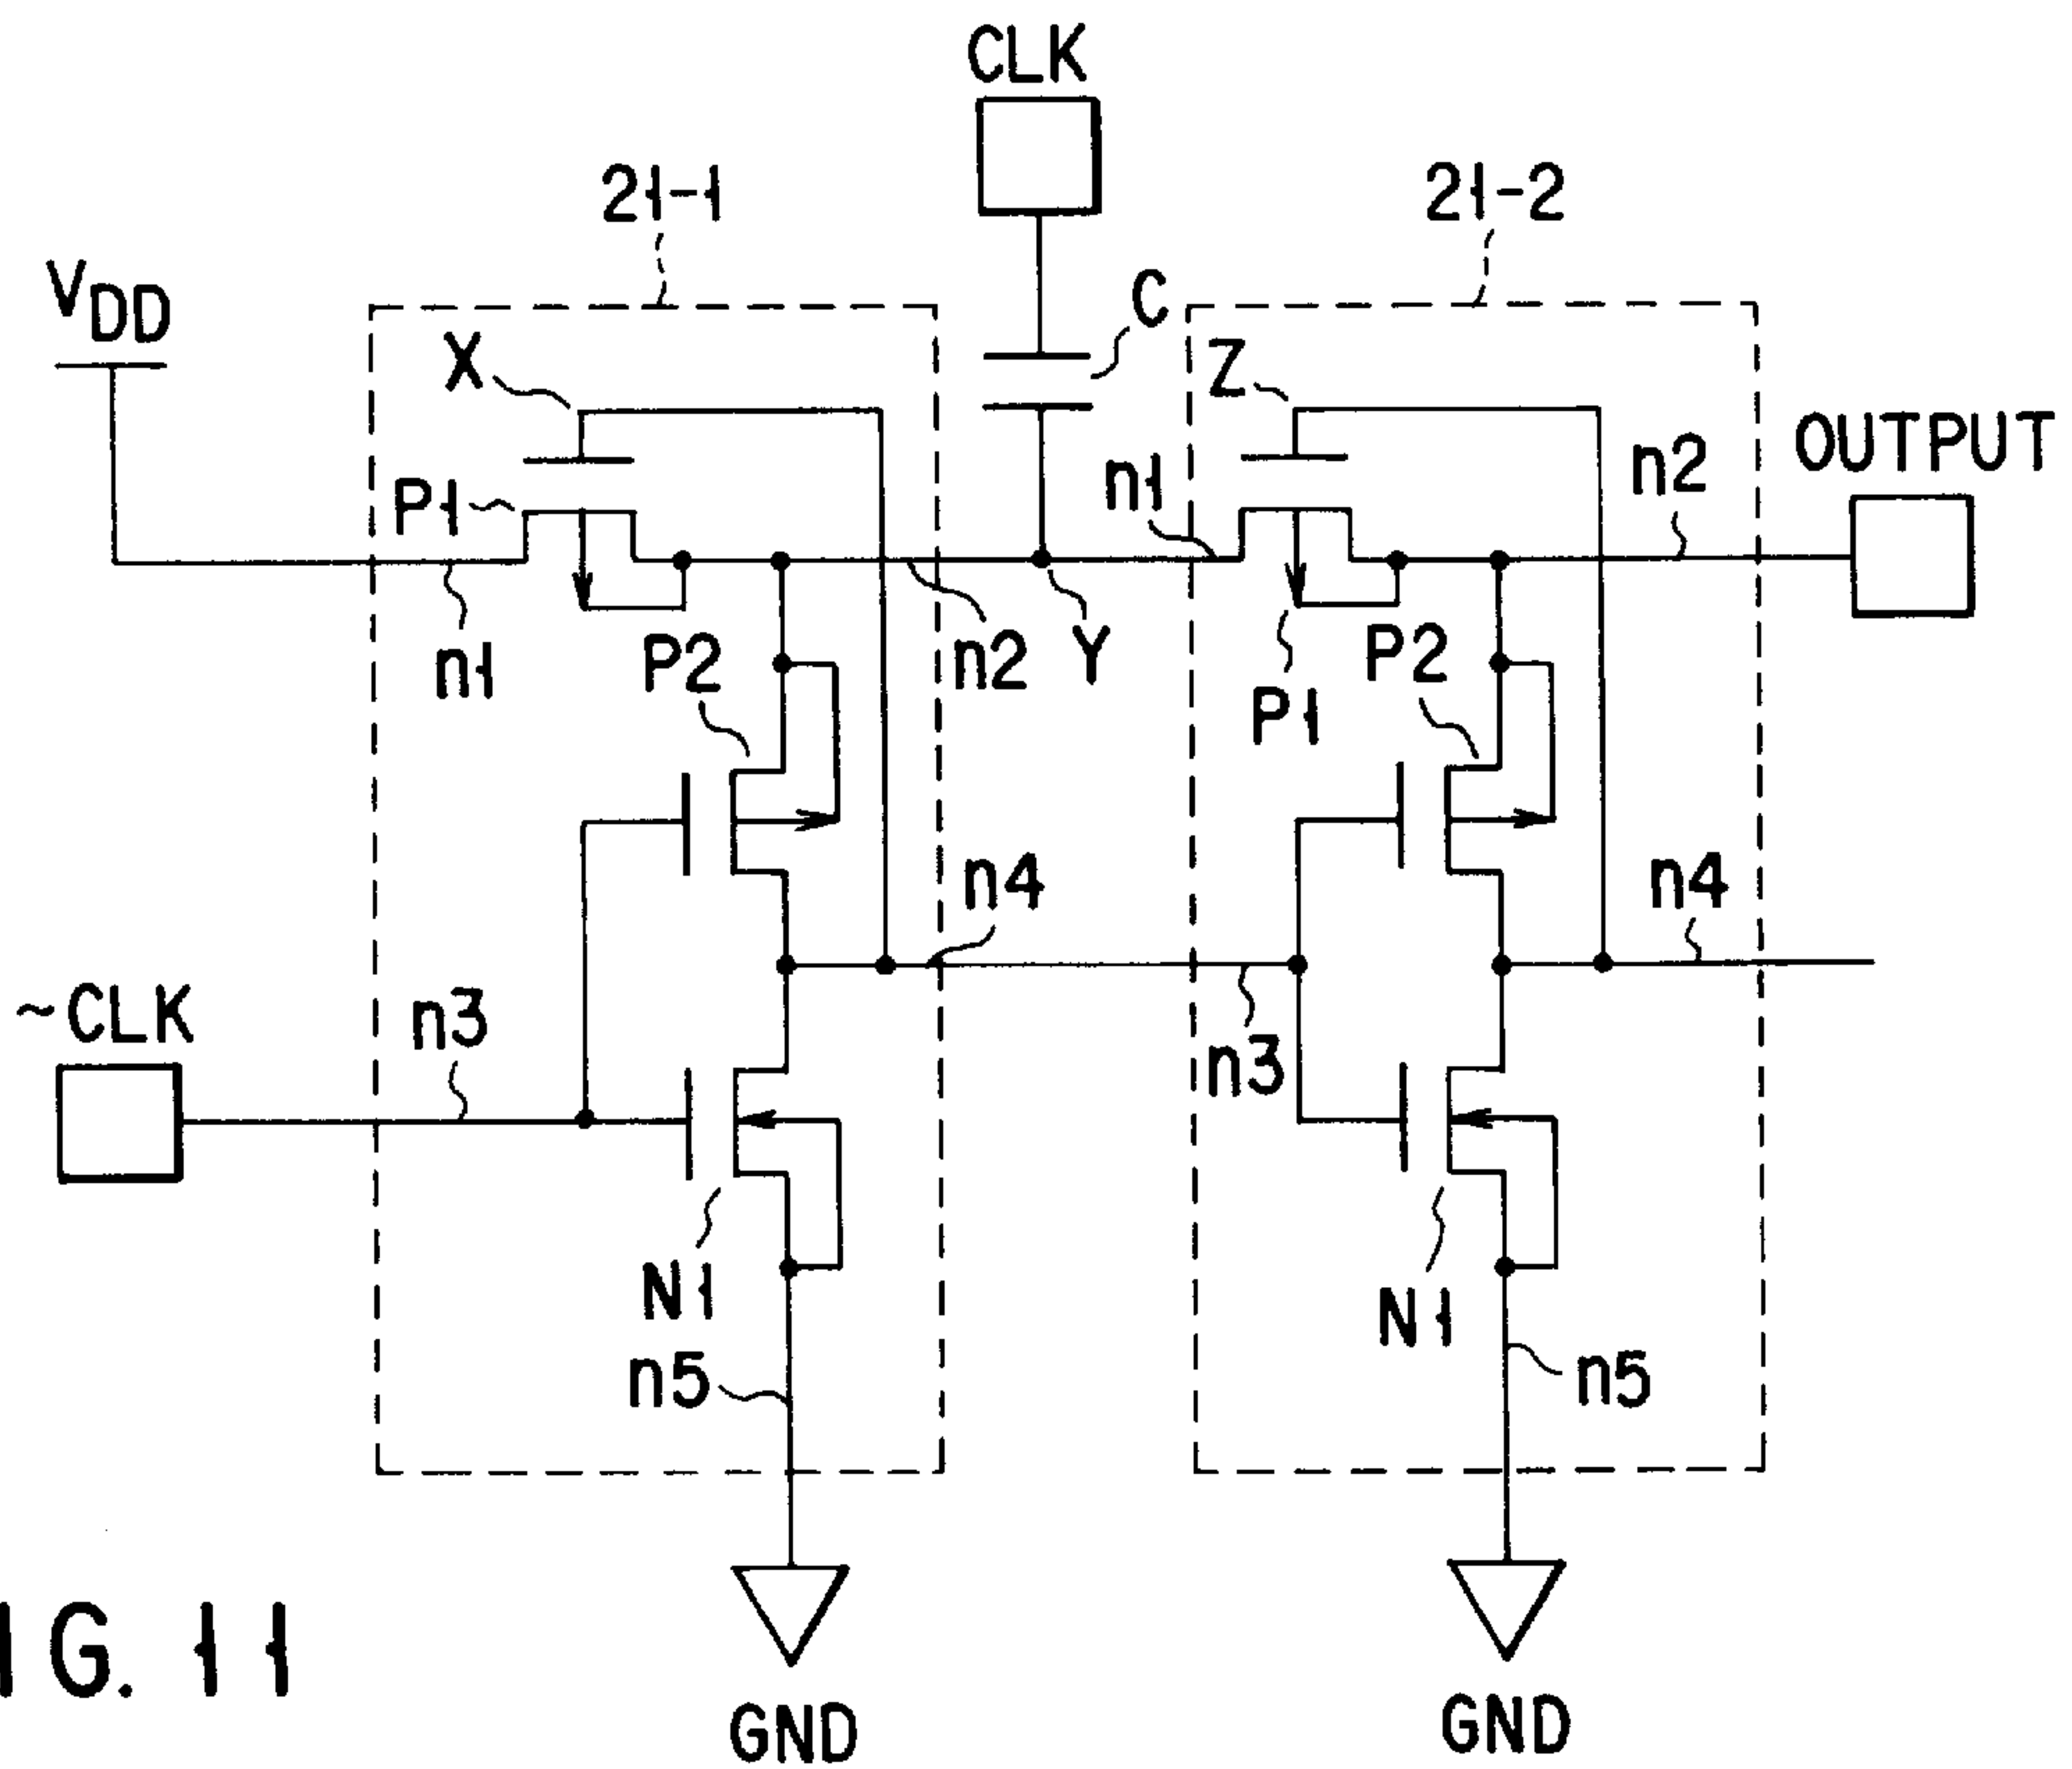 CLK
21-1
21-2
VDD
X
C
Z
n1
n2
OUTPUT
P1
n1
P2
n2
Y
P1
P2
n4
n4
~CLK
n3
n3
N1
N1
n5
n5
IG. 11
GND
GND